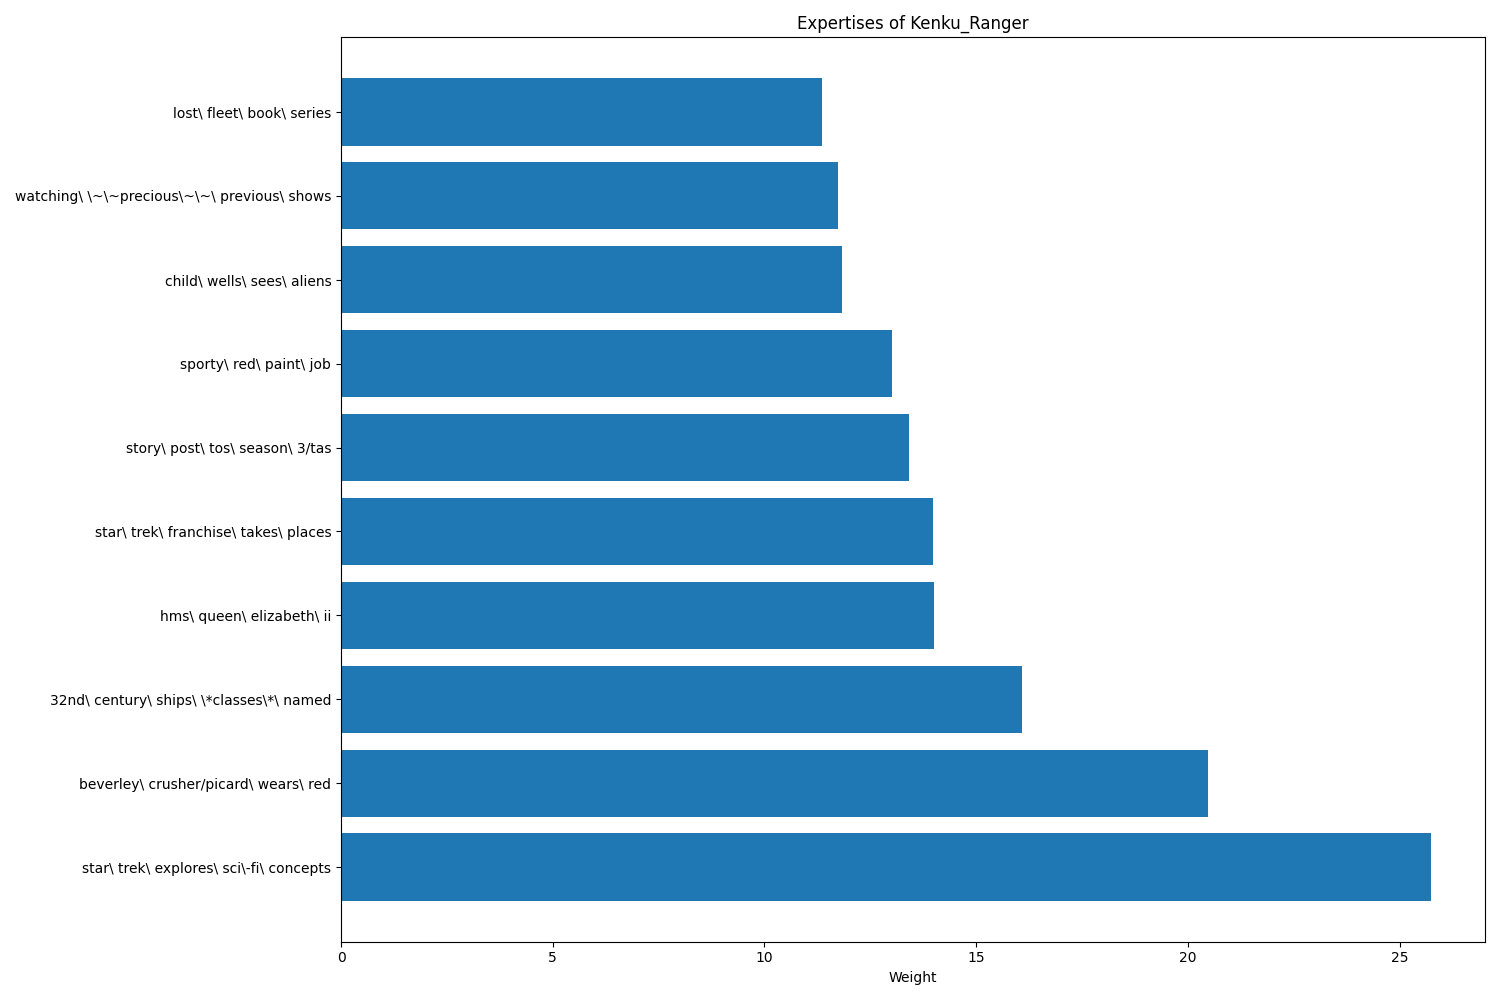 Expertises of Kenku_Ranger
lost\ fleet\ book\ series
watching\ \~\~precious\~\~\ previous\ shows
child\ wells\ sees\ aliens
sporty\ red\ paint\ job
story\ post\ tos\ season\ 3/tas
star\ trek\ franchise\ takes\ places
hms\ queen\ elizabeth\ ii
32nd\ century\ ships\ \*classes\*\ named
beverley\ crusher/picard\ wears\ red
star\ trek\ explores\ sci\-fi\ concepts
0 5 10 15 20 25
Weight